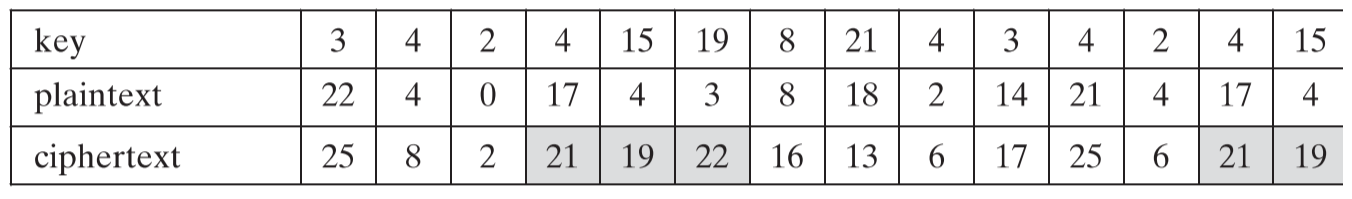 key 3 4 2 4 15 19 8 21 4 3 4 2 4 15
plaintext 22 4 0 17 4 3 8 18 2 14 21 4 17 4
ciphertext 25 8 2 21 19 22 16 13 6 17 25 6 21 19